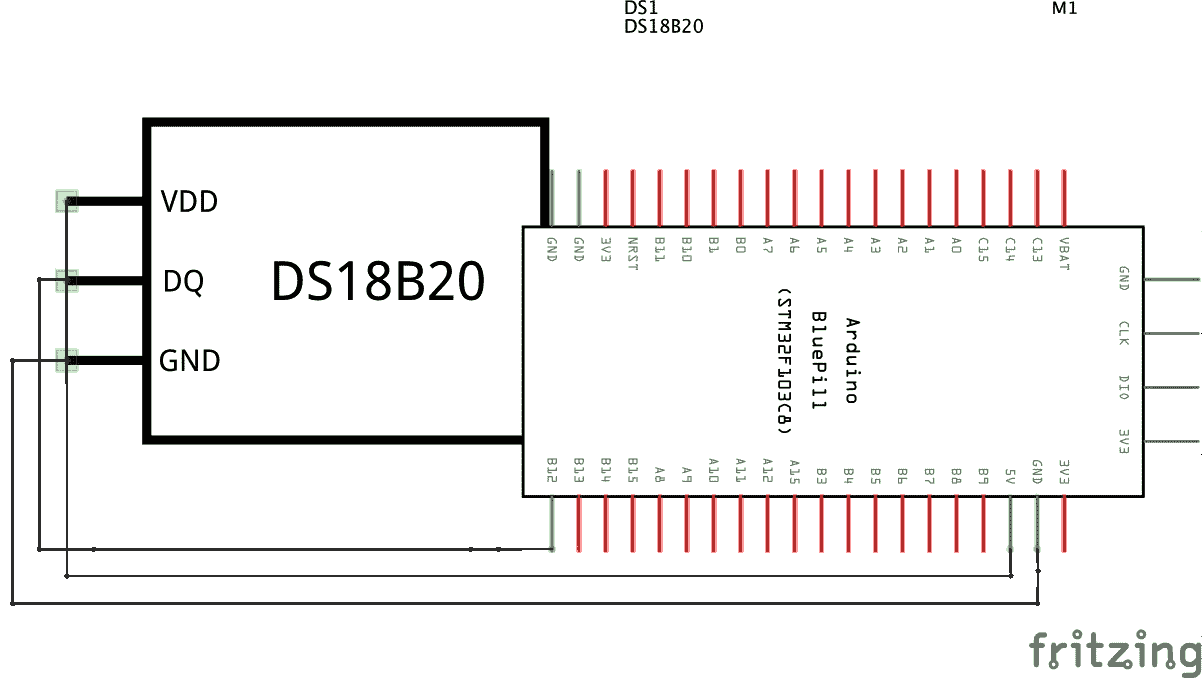 DS1
DS18B20
M1
VDD
DQ
GND
DS18B20
GND GND 3V3 NRST B11 B10 B1 B0 A7 A6 A5 A4 A3 A2 A1 A0 C15 C14 C13 VBAT
GND
CLK
DIO
3V3
Arduino
BluePill
(STM32F103C8)
B12 B13 B14 B15 A8 A9 A10 A11 A12 A15 B3 B4 B5 B6 B7 B8 B9 5V GND 3V3
fritzing